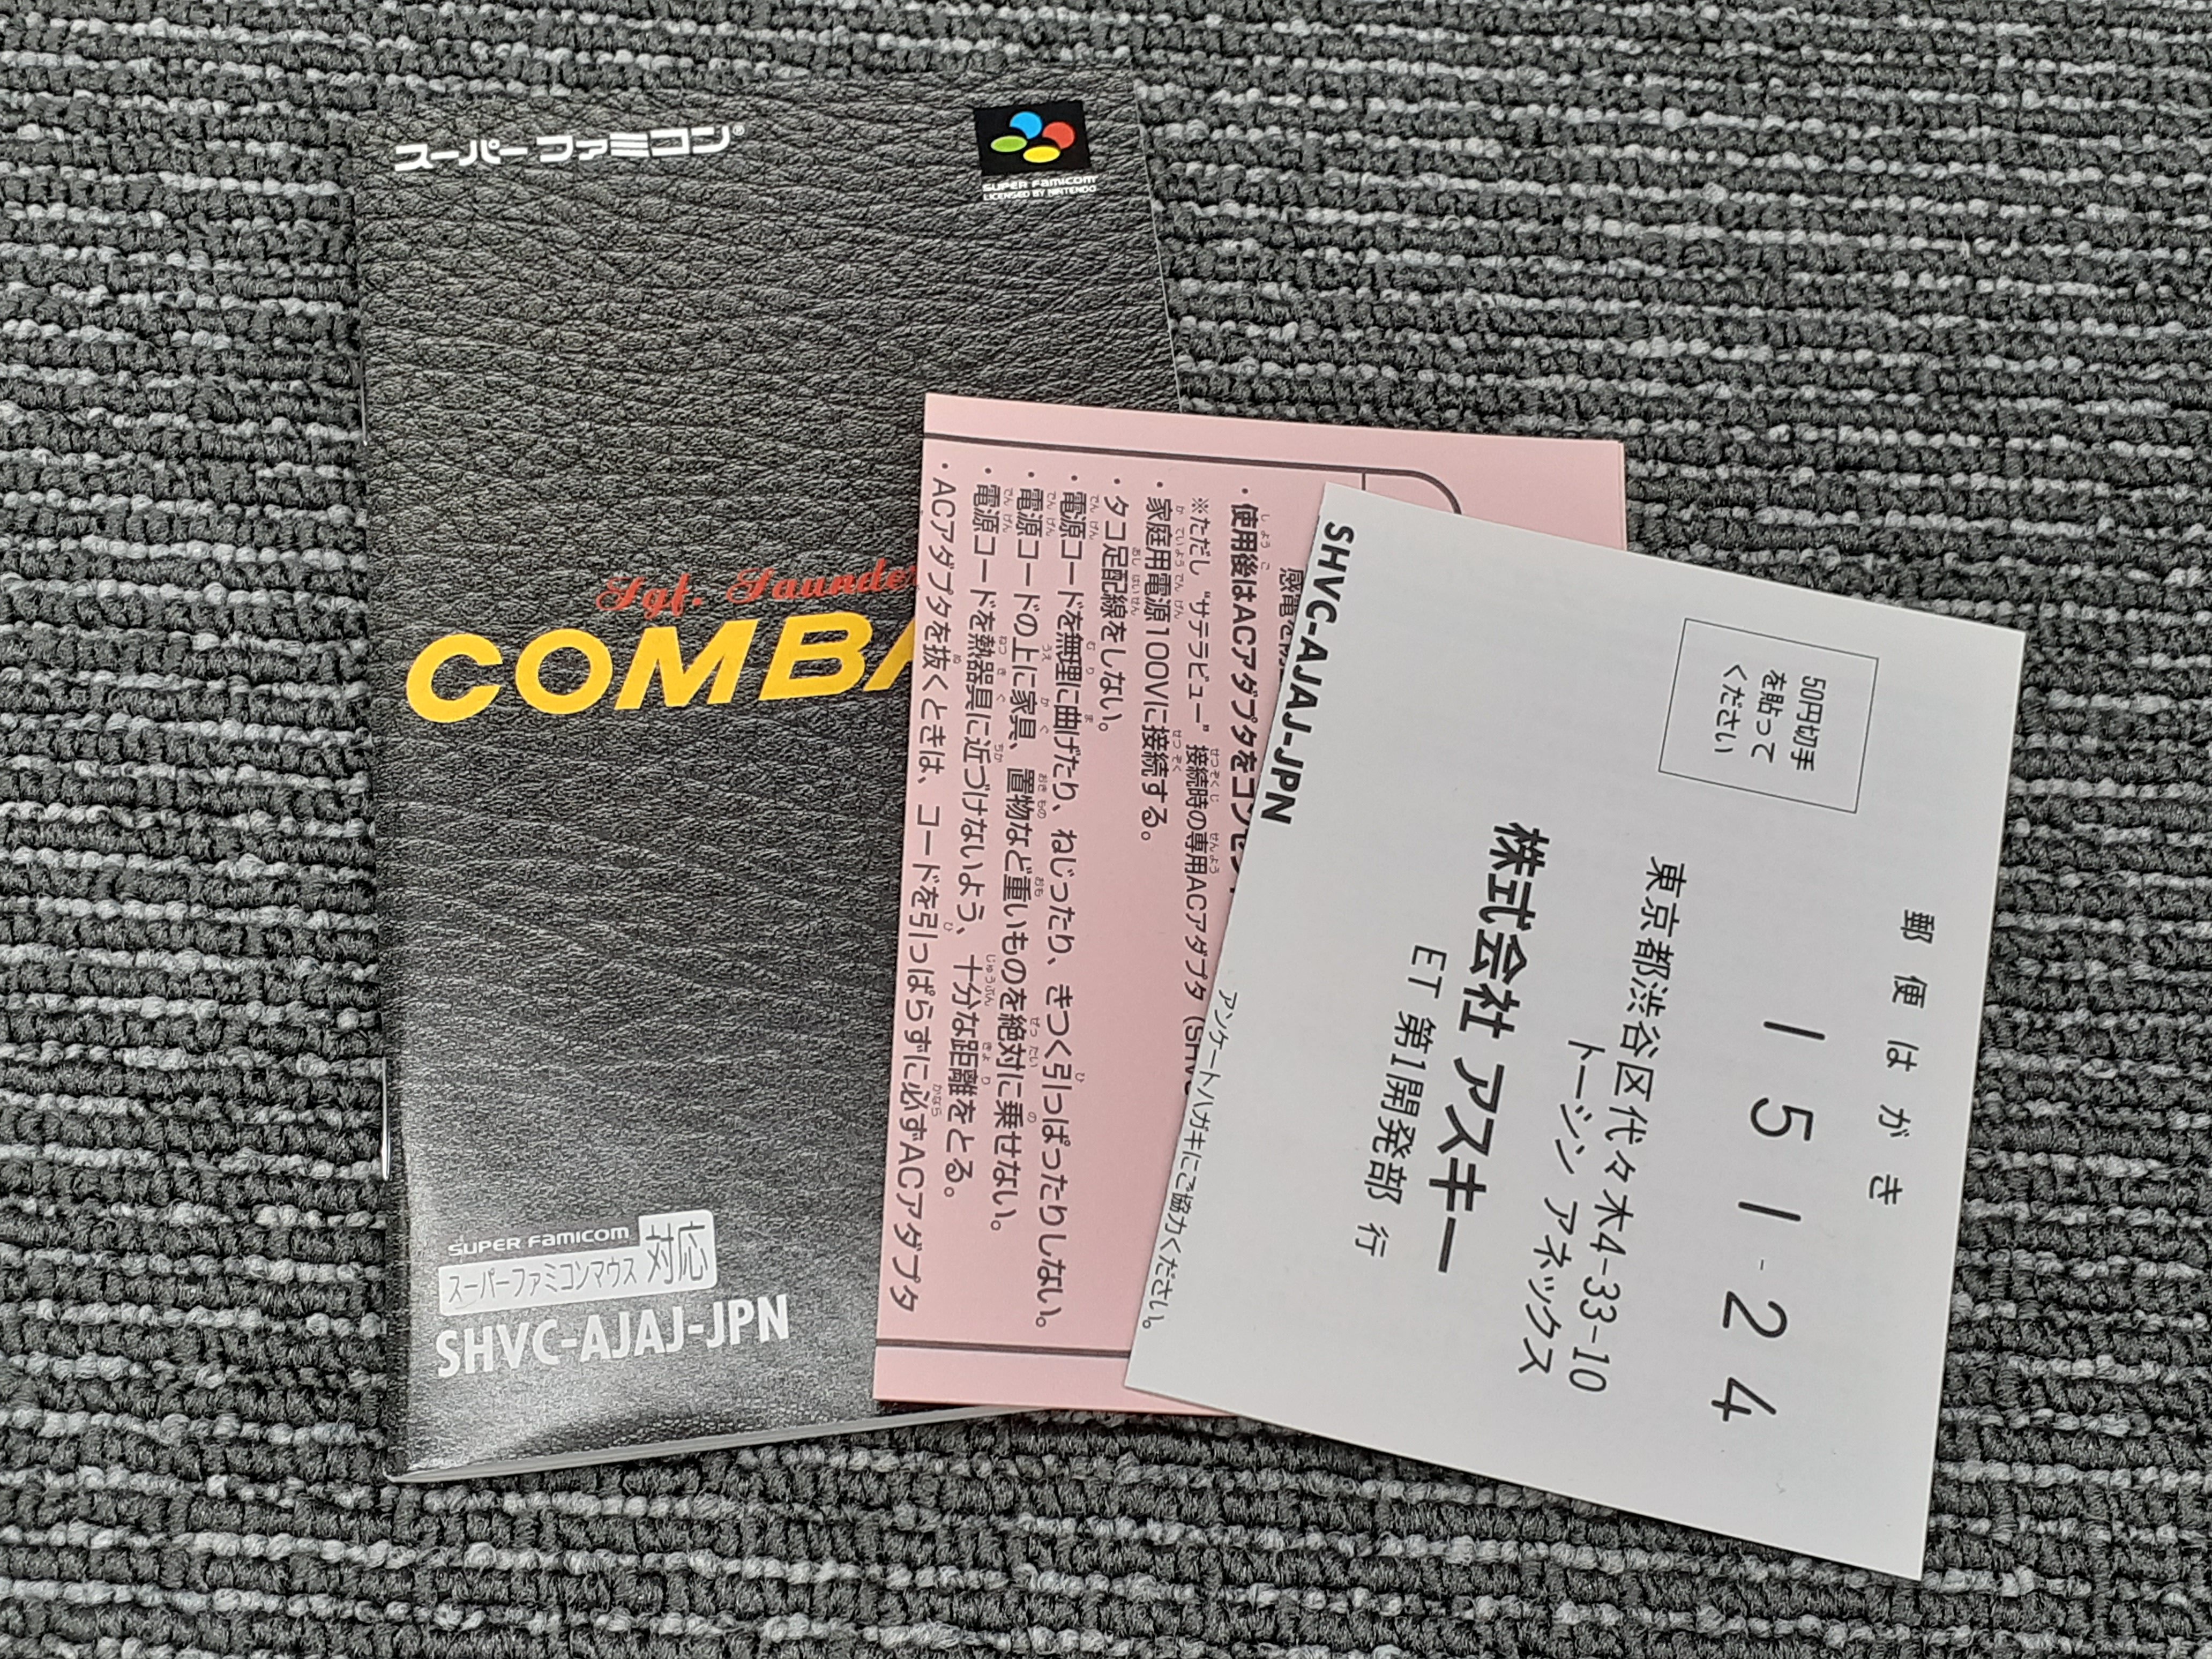 スーパーファミコン®
SUPER FAMICOM
LICENSED BY NINTENDO
Sgt.
COMBA
SUPER FAMICOM
スーパーファミコンマウス 対応
SHVC-AJAJ-JPN
・使用後はACアダプタをコンセ
※ただし“サテラビュー”接続時の専用ACアダプタ(SHVC
・家庭用電源100Vに接続する。
・タコ足配線をしない。
・電源コードを無理に曲げたり、ねじったり、きつく引っぱったりしない。
・電源コードの上に家具、置物など重いものを絶対に乗せない。
・電源コードを熱器具に近づけないよう、十分な距離をとる。
・ACアダプタを抜くときは、コードを引っぱらずに必ずACアダプタ
郵便はがき
151-24
50円切手
を貼って
ください
東京都渋谷区代々木4-33-10
トーシン アネックス
株式会社 アスキー
ET 第1開発部 行
SHVC-AJAJ-JPN
アンケートハガキにご協力ください。